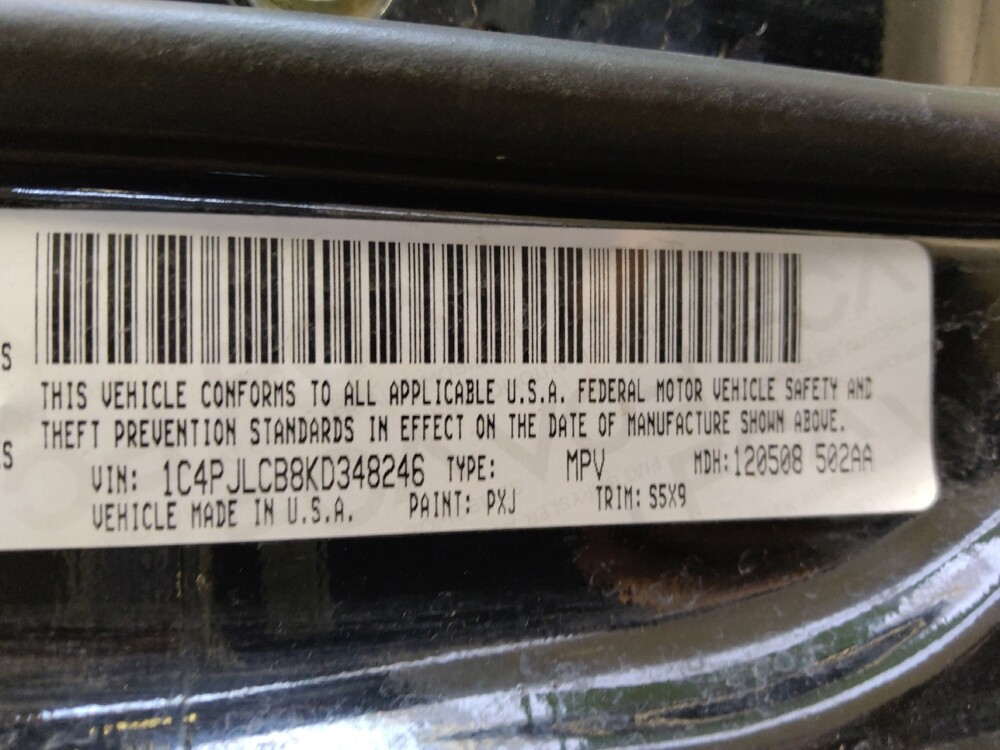 S
THIS VEHICLE CONFORMS TO ALL APPLICABLE U.S.A. FEDERAL MOTOR VEHICLE SAFETY AND
ES THEFT PREVENTION STANDARDS IN EFFECT ON THE DATE OF MANUFACTURE SHOWN ABOVE.
VIN: 1C4PJLCB8KD348246 TYPE: MPV MDH:120508 502AA
VEHICLE MADE IN U.S.A. PAINT: PXJ TRIM: S5X9